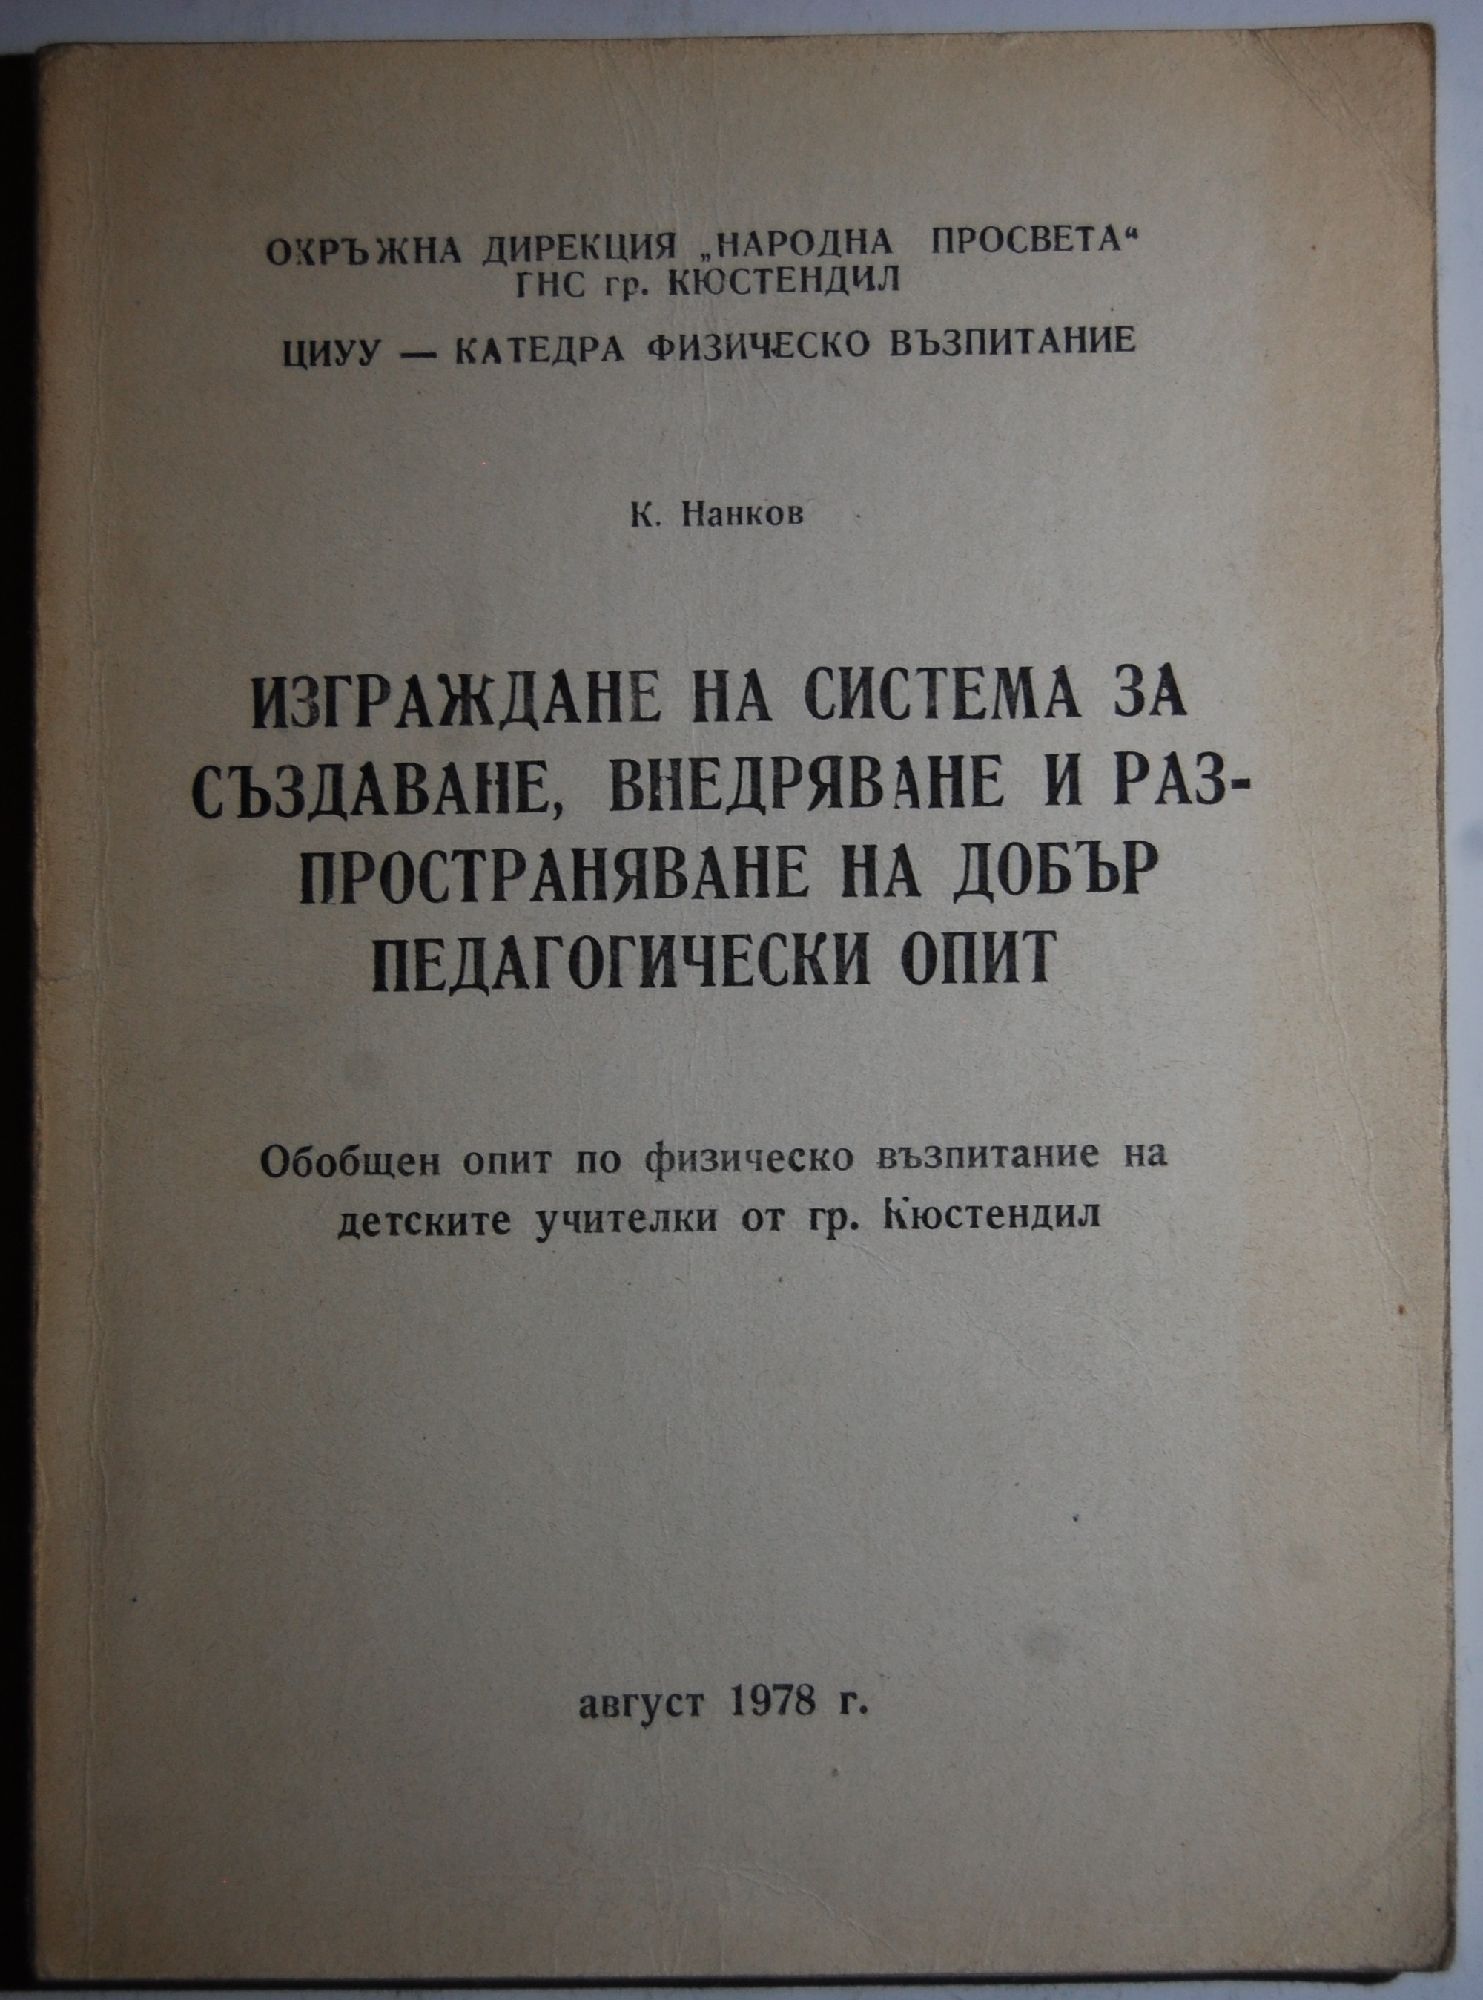 ОКРЪЖНА ДИРЕКЦИЯ „НАРОДНА ПРОСВЕТА“
ГНС гр. КЮСТЕНДИЛ
ЦИУУ — КАТЕДРА ФИЗИЧЕСКО ВЪЗПИТАНИЕ
К. Нанков
ИЗГРАЖДАНЕ НА СИСТЕМА ЗА
СЪЗДАВАНЕ, ВНЕДРЯВАНЕ И РАЗ-
ПРОСТРАНЯВАНЕ НА ДОБЪР
ПЕДАГОГИЧЕСКИ ОПИТ
Обобщен опит по физическо възпитание на
детските учителки от гр. Кюстендил
август 1978 г.